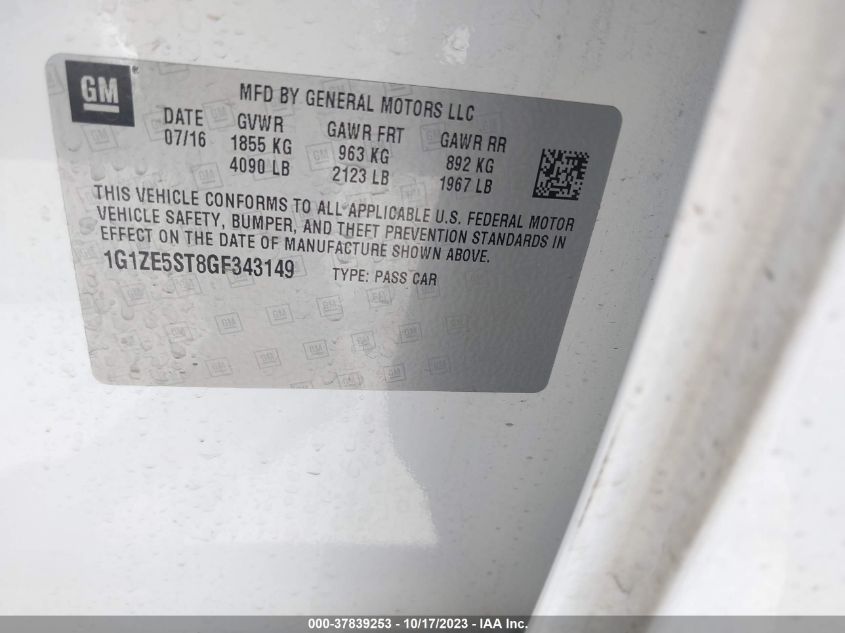 GM
MFD BY GENERAL MOTORS LLC
DATE GVWR GAWR FRT GAWR RR
07/16 1855 KG 963 KG 892 KG
4090 LB 2123 LB 1967 LB
THIS VEHICLE CONFORMS TO ALL APPLICABLE U.S. FEDERAL MOTOR
VEHICLE SAFETY, BUMPER, AND THEFT PREVENTION STANDARDS IN
EFFECT ON THE DATE OF MANUFACTURE SHOWN ABOVE.
1G1ZE5ST8GF343149 TYPE: PASS CAR
000-37839253 - 10/17/2023 - IAA Inc.